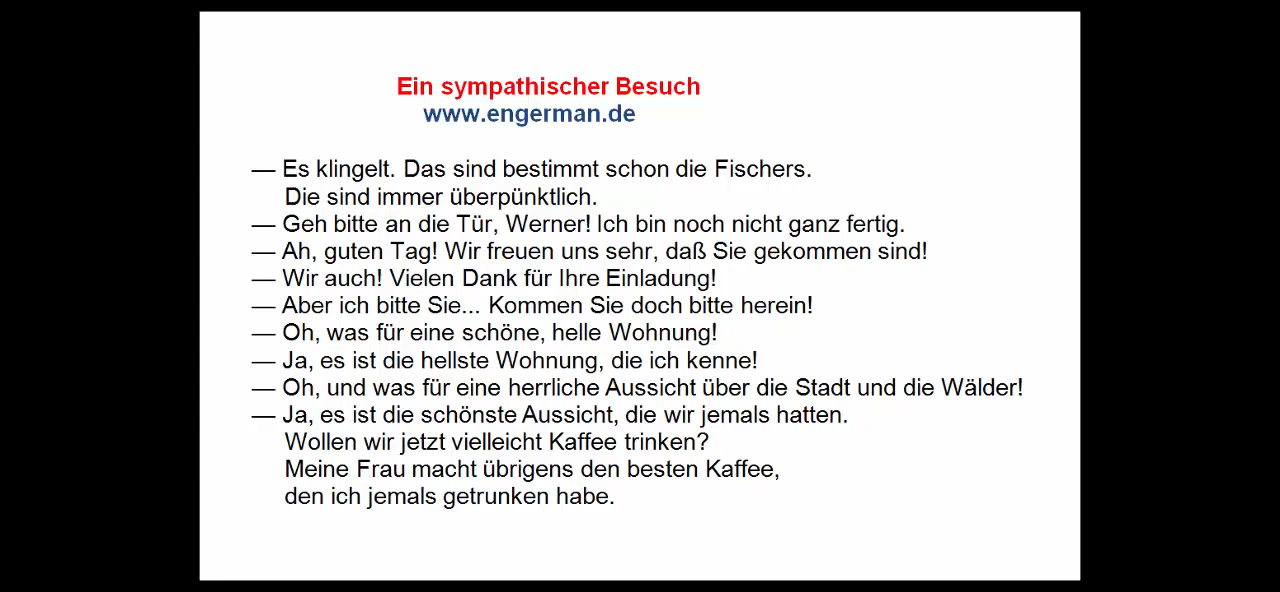 Ein sympathischer Besuch
www.engerman.de
— Es klingelt. Das sind bestimmt schon die Fischers.
Die sind immer überpünktlich.
— Geh bitte an die Tür, Werner! Ich bin noch nicht ganz fertig.
— Ah, guten Tag! Wir freuen uns sehr, daß Sie gekommen sind!
— Wir auch! Vielen Dank für Ihre Einladung!
— Aber ich bitte Sie... Kommen Sie doch bitte herein!
— Oh, was für eine schöne, helle Wohnung!
— Ja, es ist die hellste Wohnung, die ich kenne!
— Oh, und was für eine herrliche Aussicht über die Stadt und die Wälder!
— Ja, es ist die schönste Aussicht, die wir jemals hatten.
Wollen wir jetzt vielleicht Kaffee trinken?
Meine Frau macht übrigens den besten Kaffee,
den ich jemals getrunken habe.